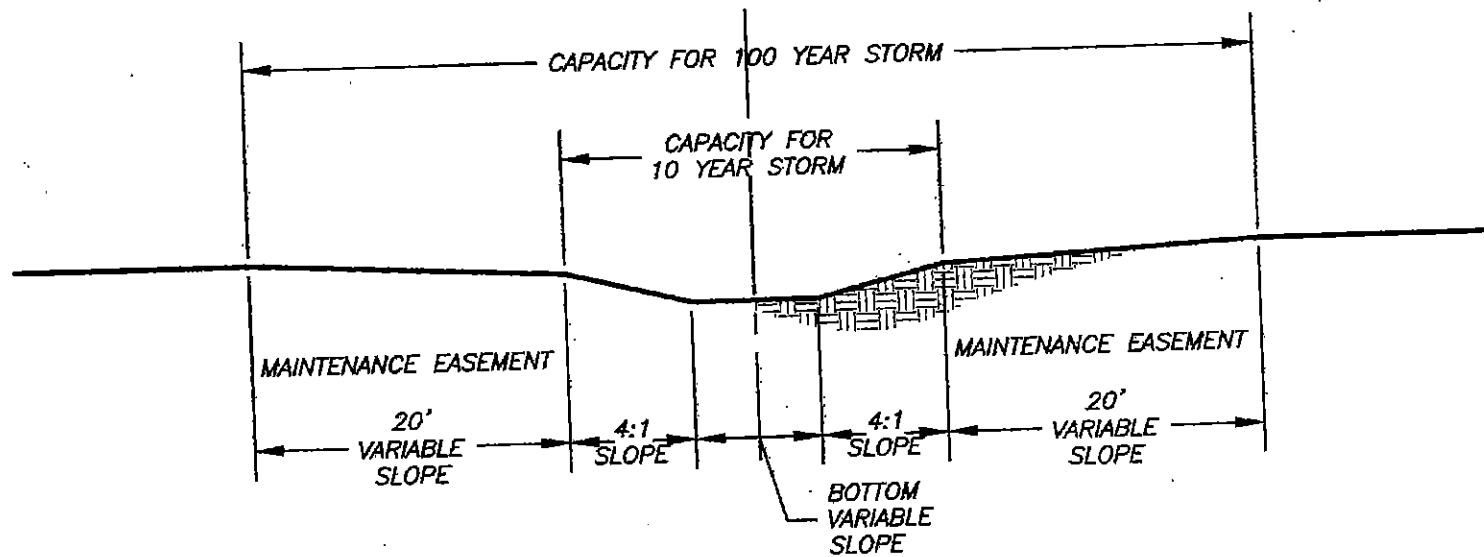 CAPACITY FOR 100 YEAR STORM
CAPACITY FOR
10 YEAR STORM
MAINTENANCE EASEMENT
MAINTENANCE EASEMENT
20'
VARIABLE
SLOPE
4:1
SLOPE
4:1
SLOPE
20'
VARIABLE
SLOPE
BOTTOM
VARIABLE
SLOPE